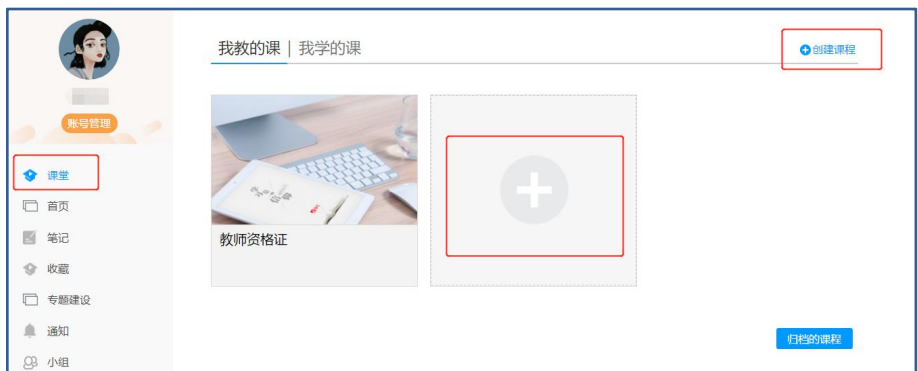 我教的课 | 我学的课
创建课程
账号管理
课堂
首页
笔记
收藏
专题建设
通知
小组
教师资格证
归档的课程